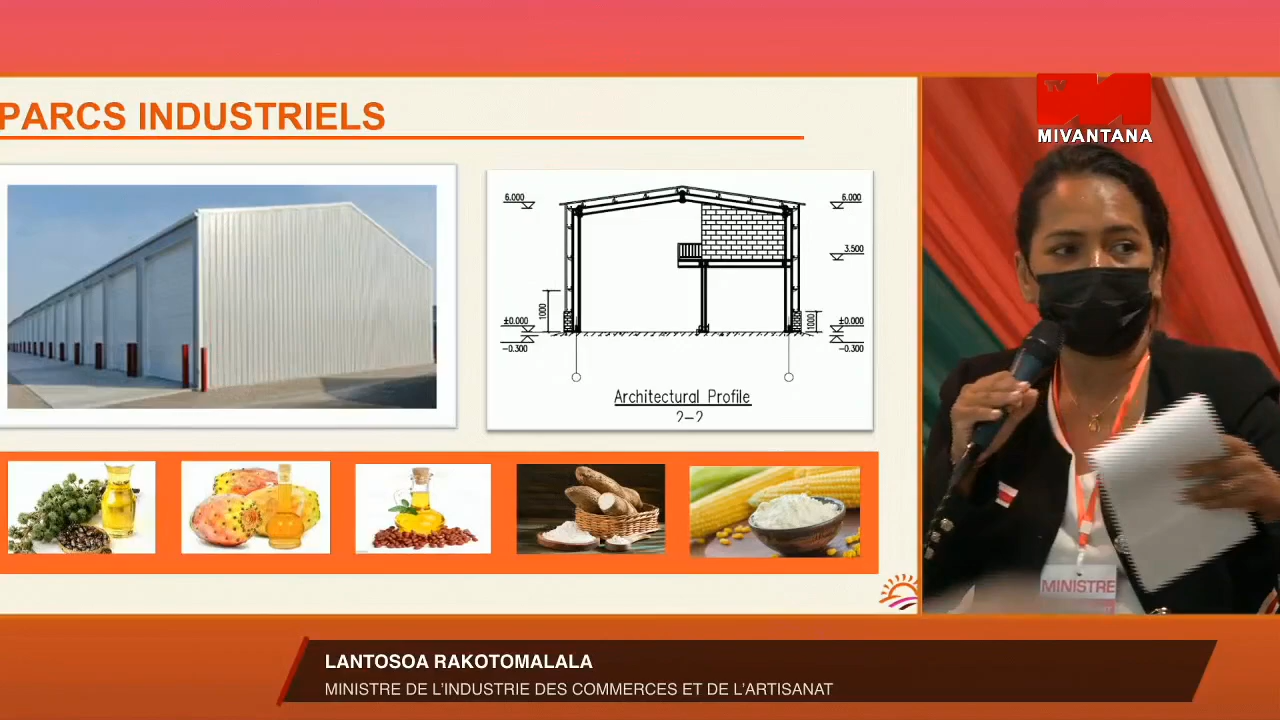 PARCS INDUSTRIELS
TV
MIVANTANA
6.000
6.000
3.500
1000
1000
±0.000
±0.000
-0.300
-0.300
Architectural Profile
2-2
MINISTRE
LANTOSOA RAKOTOMALALA
MINISTRE DE L'INDUSTRIE DES COMMERCES ET DE L'ARTISANAT